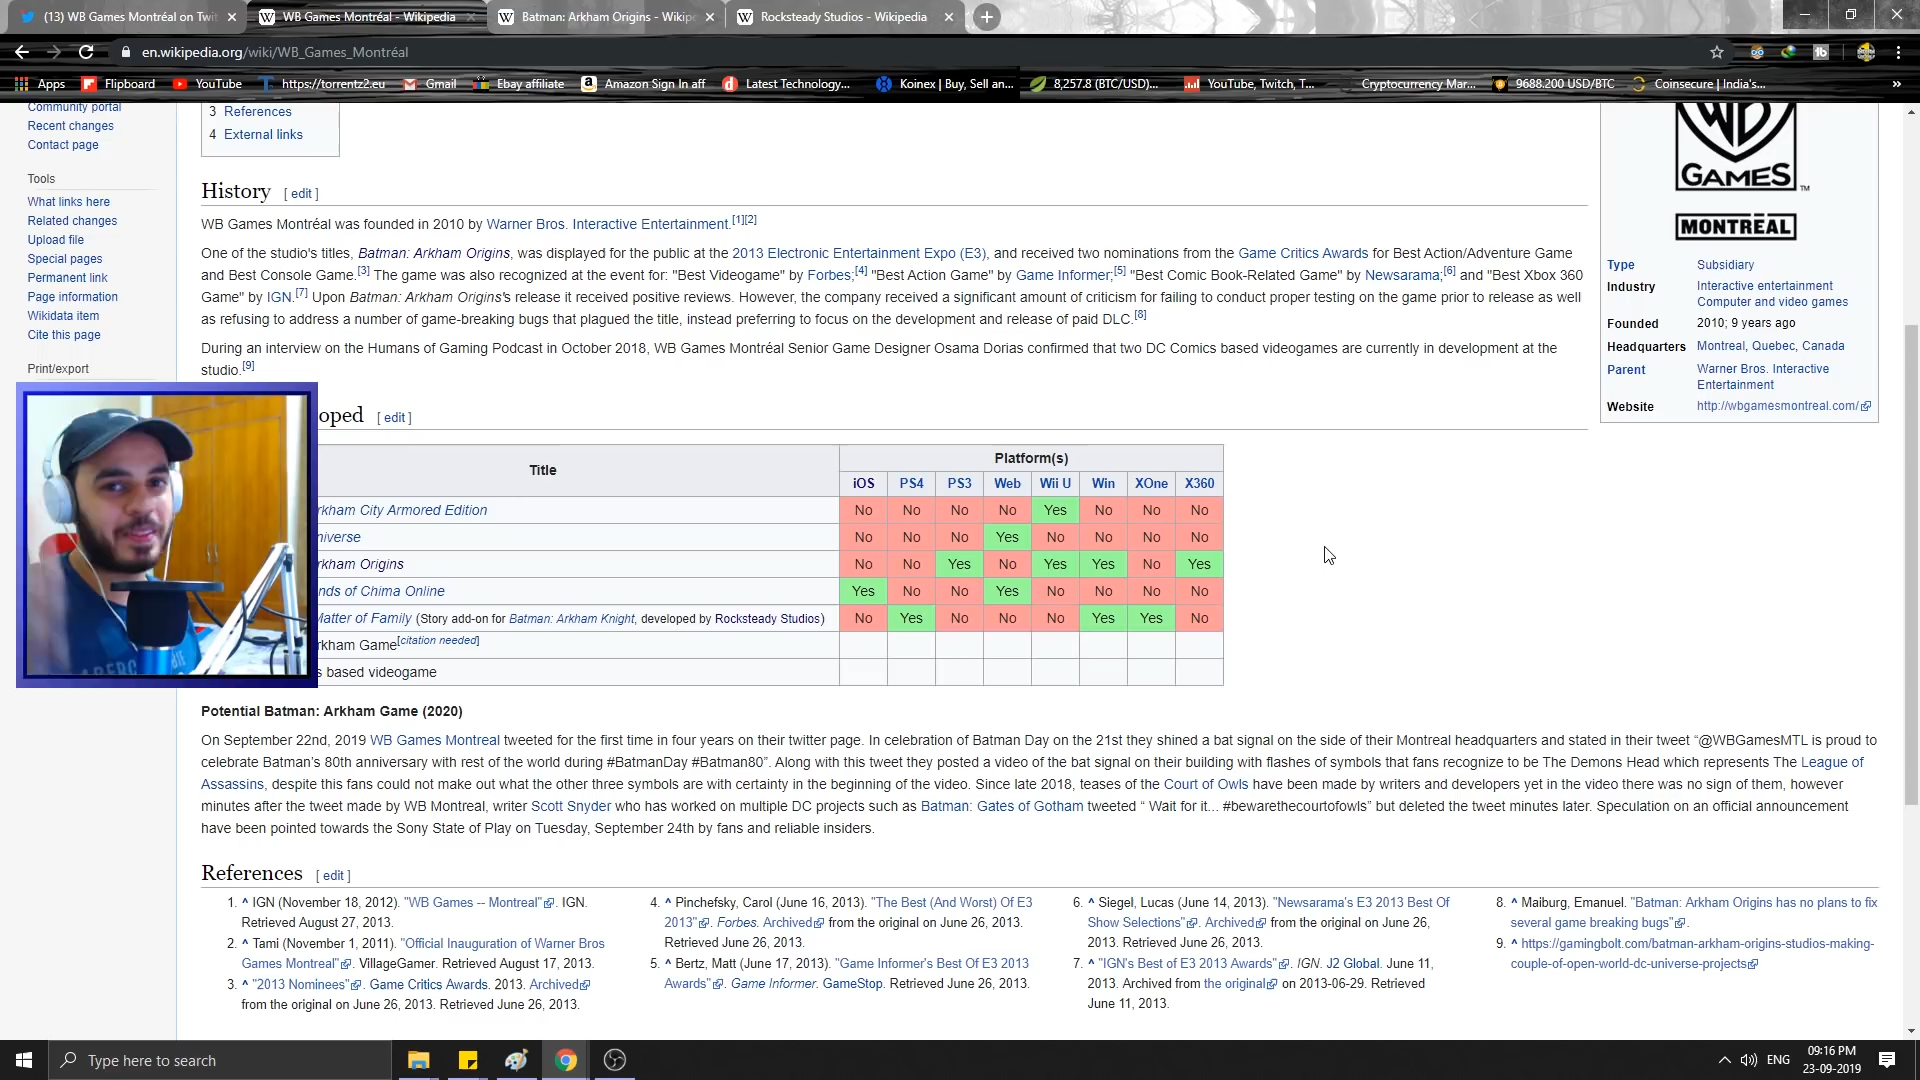 (13) WB Games Montréal on Twi
WB Games Montréal - Wikipedia
Batman: Arkham Origins - Wikipe
Rocksteady Studios - Wikipedia
en.wikipedia.org/wiki/WB_Games_Montréal
Apps Flipboard YouTube https://torrentz2.eu Gmail Ebay affiliate Amazon Sign In aff Latest Technology... Koinex | Buy, Sell an... 8,257.8 (BTC/USD)... YouTube, Twitch, T... Cryptocurrency Mar... 9688.200 USD/BTC Coinsecure | India's... »
Community portal
Recent changes
Contact page
Tools
What links here
Related changes
Upload file
Special pages
Permanent link
Page information
Wikidata item
Cite this page
Print/export
3 References
4 External links
History [ edit ]
WB Games Montréal was founded in 2010 by Warner Bros. Interactive Entertainment.[1][2]
One of the studio's titles, Batman: Arkham Origins, was displayed for the public at the 2013 Electronic Entertainment Expo (E3), and received two nominations from the Game Critics Awards for Best Action/Adventure Game
and Best Console Game.[3] The game was also recognized at the event for: "Best Videogame" by Forbes;[4] "Best Action Game" by Game Informer;[5] "Best Comic Book-Related Game" by Newsarama;[6] and "Best Xbox 360
Game" by IGN.[7] Upon Batman: Arkham Origins's release it received positive reviews. However, the company received a significant amount of criticism for failing to conduct proper testing on the game prior to release as well
as refusing to address a number of game-breaking bugs that plagued the title, instead preferring to focus on the development and release of paid DLC.[8]
During an interview on the Humans of Gaming Podcast in October 2018, WB Games Montréal Senior Game Designer Osama Dorias confirmed that two DC Comics based videogames are currently in development at the
studio.[9]
oped [ edit ]
Title Platform(s)
iOS PS4 PS3 Web Wii U Win XOne X360
rkham City Armored Edition No No No No Yes No No No
niverse No No No Yes No No No No
rkham Origins No No Yes No Yes Yes No Yes
nds of Chima Online Yes No No Yes No No No No
Matter of Family (Story add-on for Batman: Arkham Knight, developed by Rocksteady Studios) No Yes No No No Yes Yes No
rkham Game[citation needed]
s based videogame
WB
GAMES
TM
MONTRÉAL
Type Subsidiary
Industry Interactive entertainment
Computer and video games
Founded 2010; 9 years ago
Headquarters Montreal, Quebec, Canada
Parent Warner Bros. Interactive
Entertainment
Website http://wbgamesmontreal.com/
Potential Batman: Arkham Game (2020)
On September 22nd, 2019 WB Games Montreal tweeted for the first time in four years on their twitter page. In celebration of Batman Day on the 21st they shined a bat signal on the side of their Montreal headquarters and stated in their tweet “@WBGamesMTL is proud to
celebrate Batman’s 80th anniversary with rest of the world during #BatmanDay #Batman80”. Along with this tweet they posted a video of the bat signal on their building with flashes of symbols that fans recognize to be The Demons Head which represents The League of
Assassins, despite this fans could not make out what the other three symbols are with certainty in the beginning of the video. Since late 2018, teases of the Court of Owls have been made by writers and developers yet in the video there was no sign of them, however
minutes after the tweet made by WB Montreal, writer Scott Snyder who has worked on multiple DC projects such as Batman: Gates of Gotham tweeted “ Wait for it... #bewarethecourtofowls” but deleted the tweet minutes later. Speculation on an official announcement
have been pointed towards the Sony State of Play on Tuesday, September 24th by fans and reliable insiders.
References [ edit ]
1. ^ IGN (November 18, 2012). "WB Games -- Montreal". IGN.
Retrieved August 27, 2013.
2. ^ Tami (November 1, 2011). "Official Inauguration of Warner Bros
Games Montreal". VillageGamer. Retrieved August 17, 2013.
3. ^ "2013 Nominees". Game Critics Awards. 2013. Archived
from the original on June 26, 2013. Retrieved June 26, 2013.
4. ^ Pinchefsky, Carol (June 16, 2013). "The Best (And Worst) Of E3
2013". Forbes. Archived from the original on June 26, 2013.
Retrieved June 26, 2013.
5. ^ Bertz, Matt (June 17, 2013). "Game Informer's Best Of E3 2013
Awards". Game Informer. GameStop. Retrieved June 26, 2013.
6. ^ Siegel, Lucas (June 14, 2013). "Newsarama's E3 2013 Best Of
Show Selections". Archived from the original on June 26,
2013. Retrieved June 26, 2013.
7. ^ "IGN's Best of E3 2013 Awards". IGN. J2 Global. June 11,
2013. Archived from the original on 2013-06-29. Retrieved
June 11, 2013.
8. ^ Maiburg, Emanuel. "Batman: Arkham Origins has no plans to fix
several game breaking bugs".
9. ^ https://gamingbolt.com/batman-arkham-origins-studios-making-
couple-of-open-world-dc-universe-projects
Type here to search
ENG
09:16 PM
23-09-2019